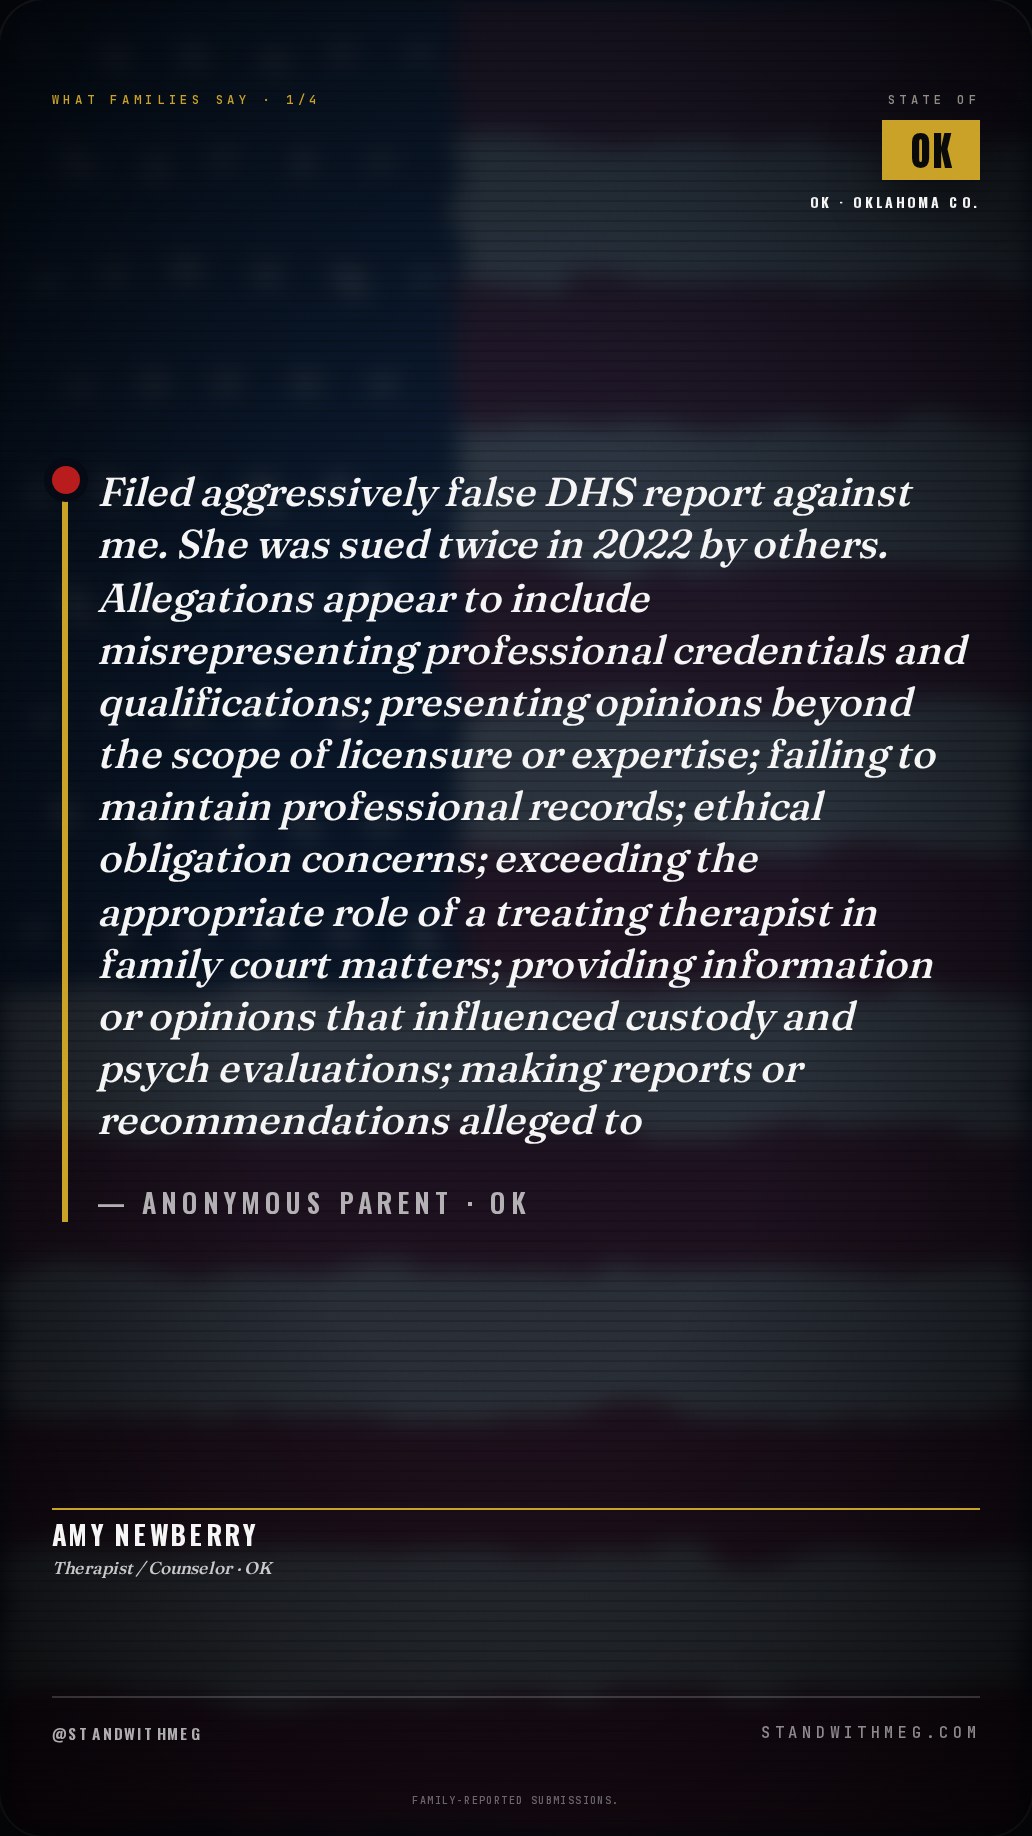 WHAT FAMILIES SAY · 1/4
STATE OF
OK
OK · OKLAHOMA CO.
Filed aggressively false DHS report against
me. She was sued twice in 2022 by others.
Allegations appear to include
misrepresenting professional credentials and
qualifications; presenting opinions beyond
the scope of licensure or expertise; failing to
maintain professional records; ethical
obligation concerns; exceeding the
appropriate role of a treating therapist in
family court matters; providing information
or opinions that influenced custody and
psych evaluations; making reports or
recommendations alleged to
— ANONYMOUS PARENT · OK
AMY NEWBERRY
Therapist / Counselor · OK
@STANDWITHMEG
STANDWITHMEG.COM
FAMILY-REPORTED SUBMISSIONS.